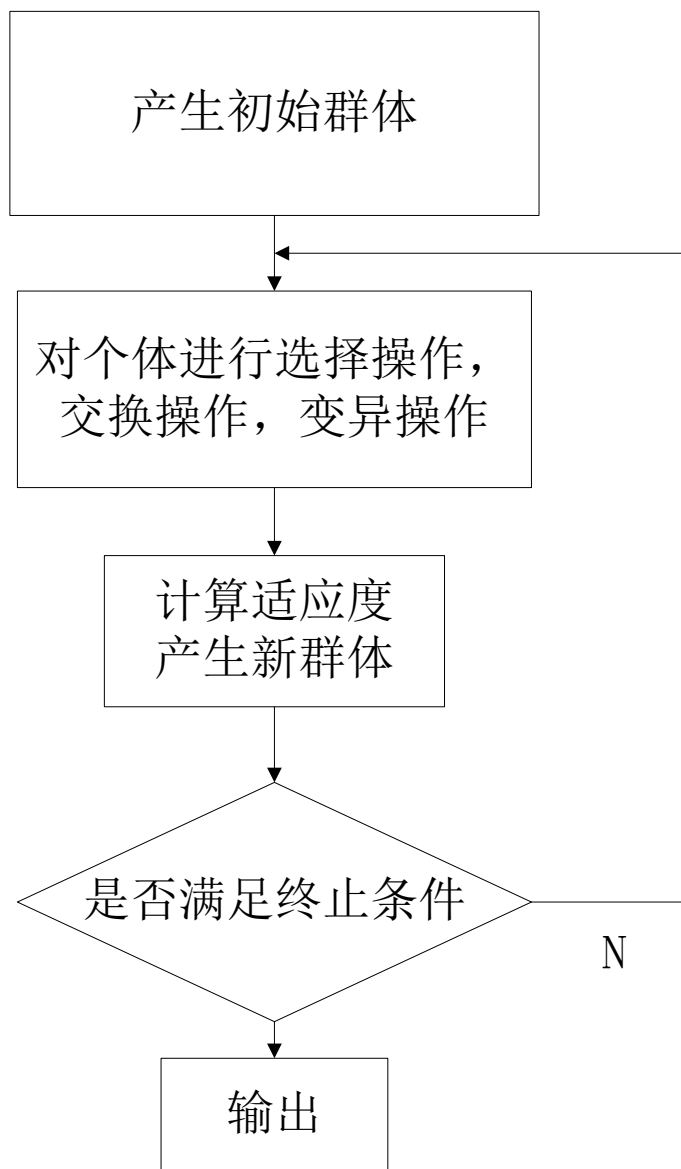 产生初始群体
对个体进行选择操作，
交换操作，变异操作
计算适应度
产生新群体
是否满足终止条件
N
输出